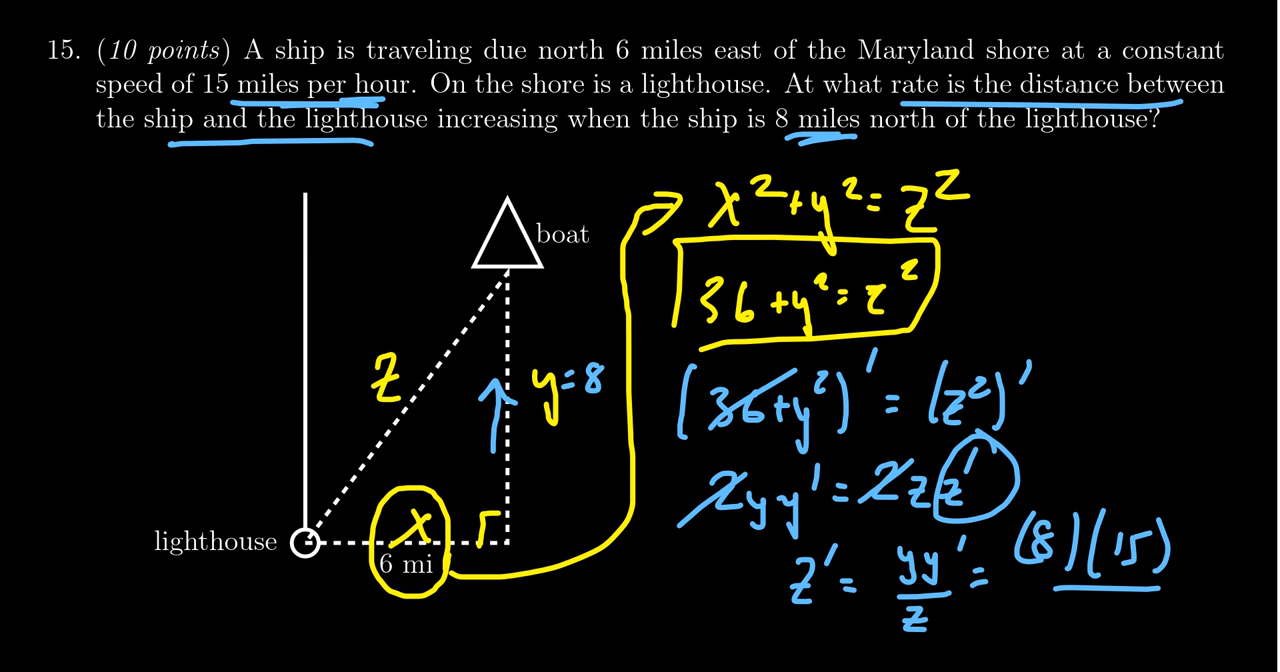 15. (10 points) A ship is traveling due north 6 miles east of the Maryland shore at a constant
speed of 15 miles per hour. On the shore is a lighthouse. At what rate is the distance between
the ship and the lighthouse increasing when the ship is 8 miles north of the lighthouse?
x² + y² = z²
boat
36 + y² = z²
z
y = 8
(36 + y²)' = (z²)'
2yy' = 2zz'
x
lighthouse
6 mi
z' = yy'/z = (8)(15)